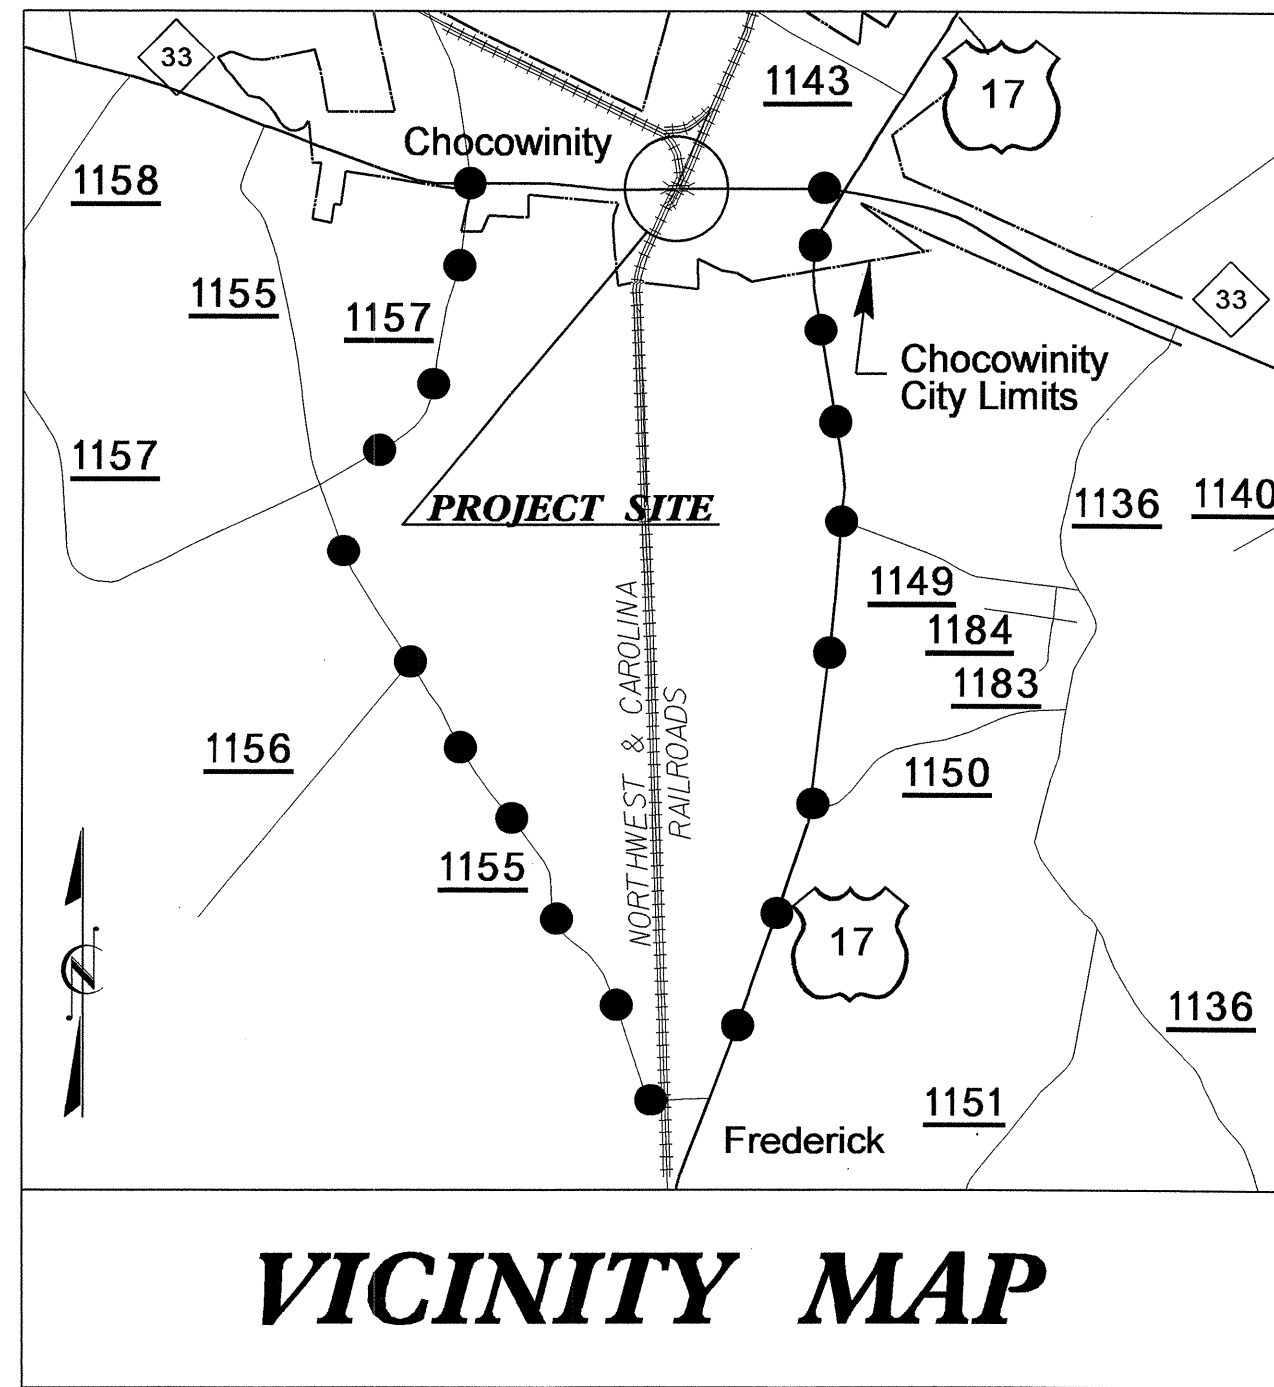 33
17
1143
Chocowinity
1158
1155
1157
33
Chocowinity
City Limits
1157
PROJECT SITE
1136
1140
1149
1184
1183
NORTHWEST & CAROLINA
RAILROADS
1156
1150
1155
17
N
1136
1151
Frederick
VICINITY MAP